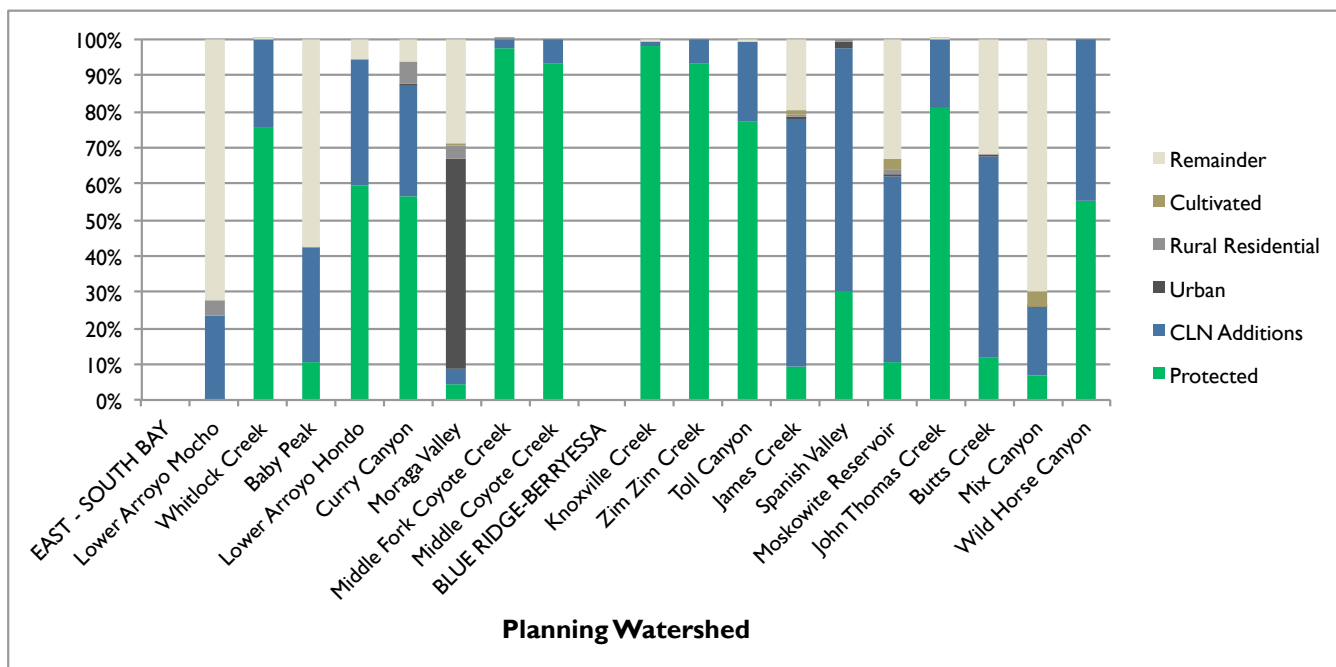 100%
90%
80%
70%
60%
50%
40%
30%
20%
10%
0%
Remainder
Cultivated
Rural Residential
Urban
CLN Additions
Protected
EAST - SOUTH BAY
Lower Arroyo Mocho
Whitlock Creek
Baby Peak
Lower Arroyo Hondo
Curry Canyon
Moraga Valley
Middle Fork Coyote Creek
Middle Coyote Creek
BLUE RIDGE-BERRYESSA
Knoxville Creek
Zim Zim Creek
Toll Canyon
James Creek
Spanish Valley
Moskowite Reservoir
John Thomas Creek
Butts Creek
Mix Canyon
Wild Horse Canyon
Planning Watershed